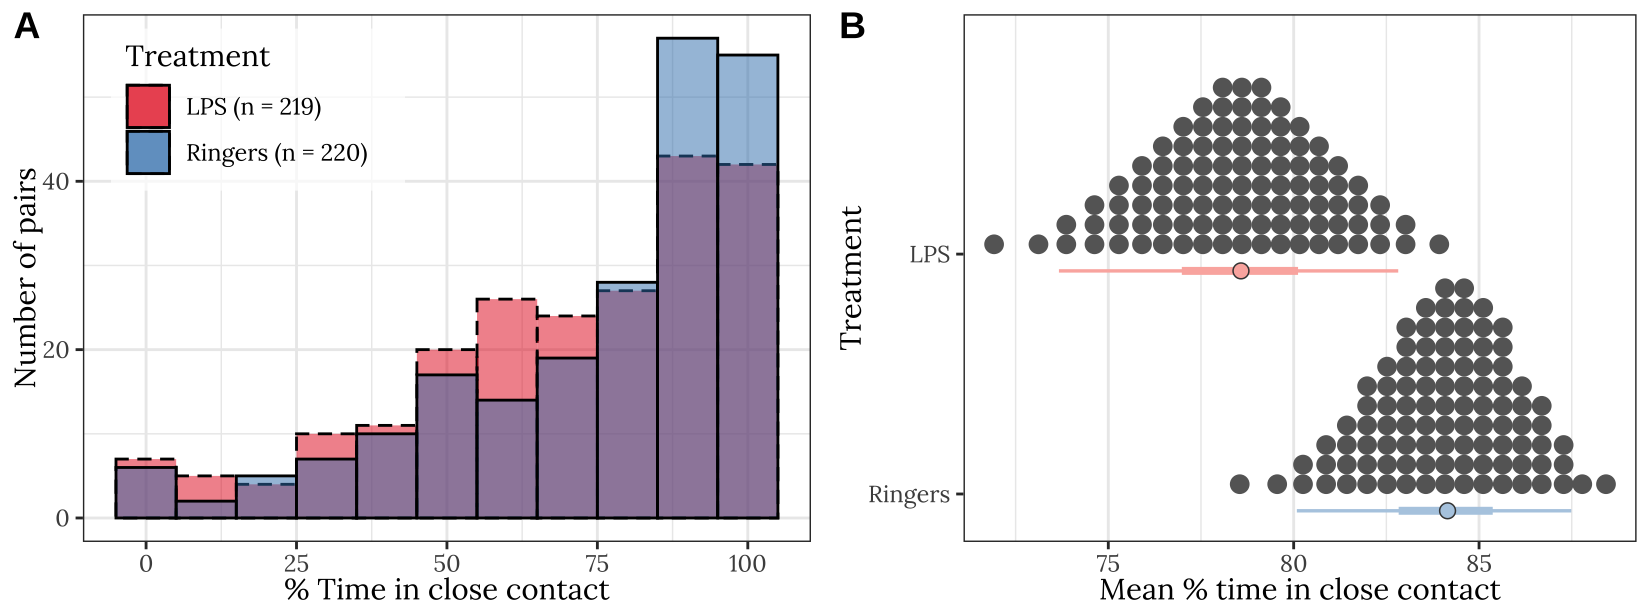 A
Treatment
LPS (n = 219)
Ringers (n = 220)
Number of pairs
40
20
0
0 25 50 75 100
% Time in close contact
B
Treatment
LPS
Ringers
75 80 85
Mean % time in close contact